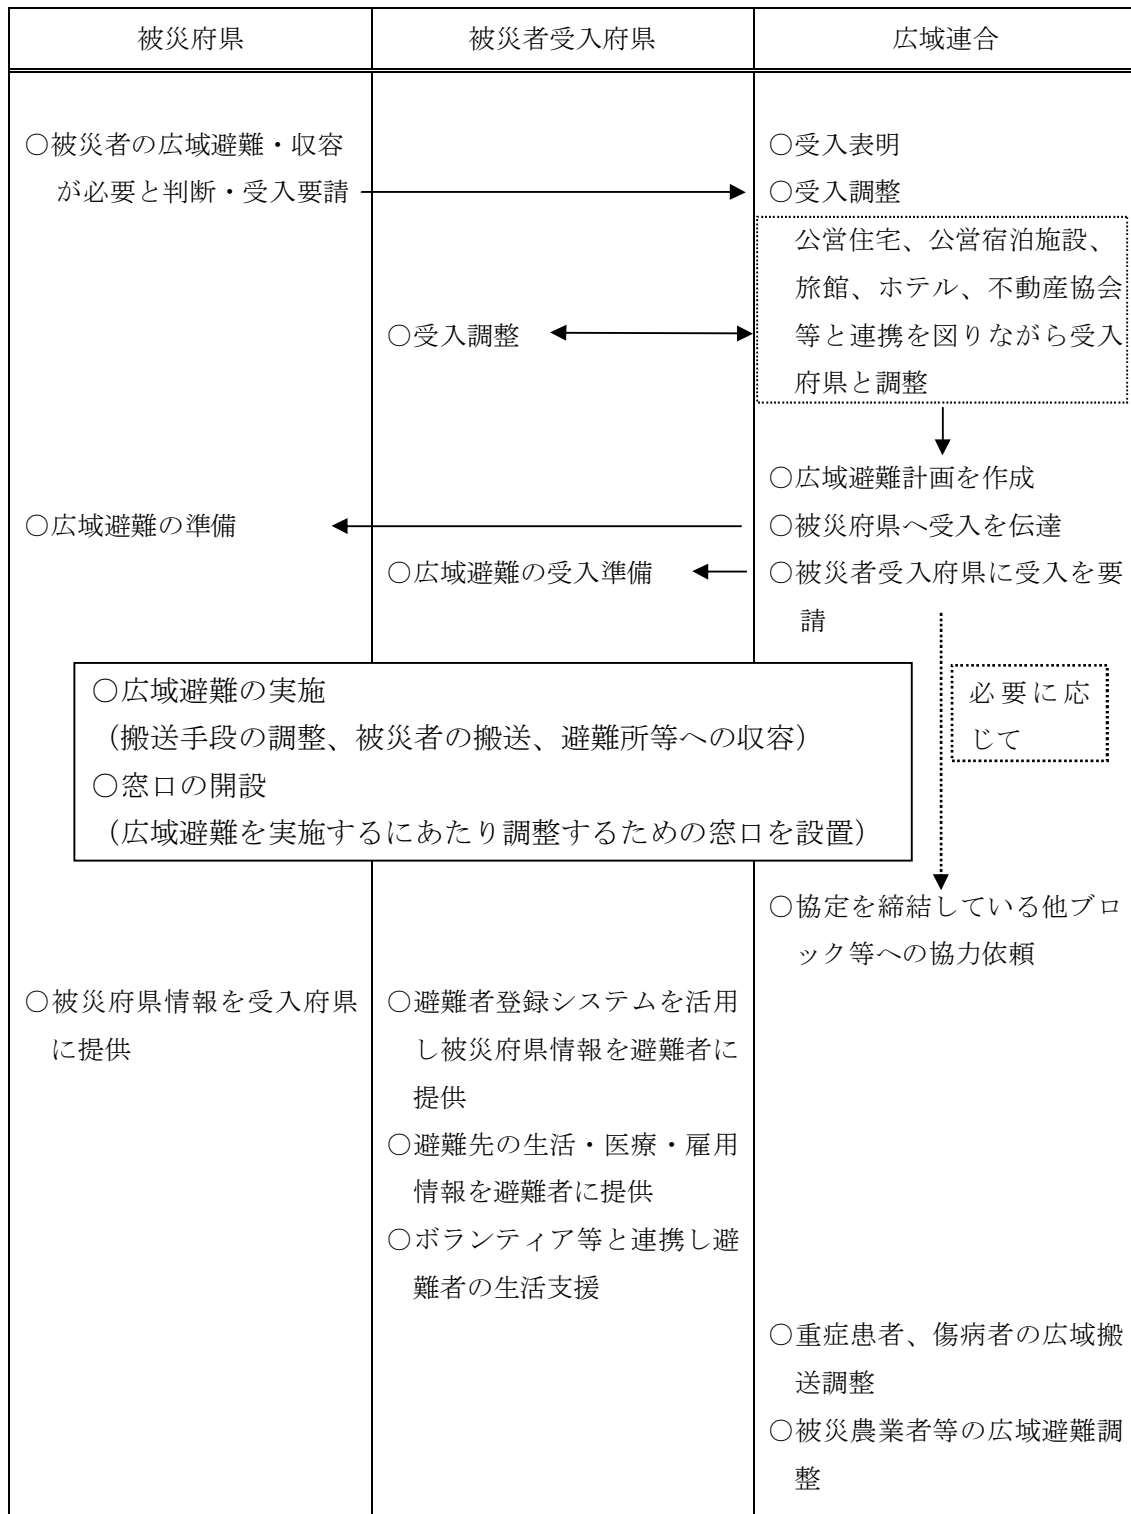 被災府県
被災者受入府県
広域連合
○被災者の広域避難・収容
が必要と判断・受入要請
○受入表明
○受入調整
公営住宅、公営宿泊施設、
旅館、ホテル、不動産協会
等と連携を図りながら受入
府県と調整
○受入調整
○広域避難計画を作成
○広域避難の準備
○被災府県へ受入を伝達
○広域避難の受入準備
○被災者受入府県に受入を要
請
○広域避難の実施
（搬送手段の調整、被災者の搬送、避難所等への収容）
○窓口の開設
（広域避難を実施するにあたり調整するための窓口を設置）
必要に応
じて
○協定を締結している他ブロ
ック等への協力依頼
○被災府県情報を受入府県
に提供
○避難者登録システムを活用
し被災府県情報を避難者に
提供
○避難先の生活・医療・雇用
情報を避難者に提供
○ボランティア等と連携し避
難者の生活支援
○重症患者、傷病者の広域搬
送調整
○被災農業者等の広域避難調
整